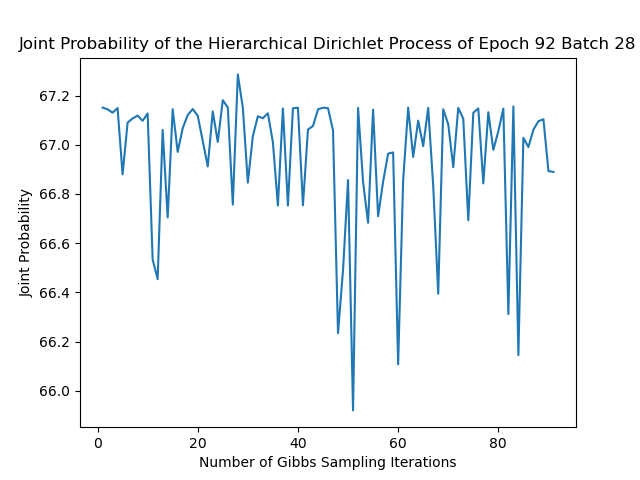 Joint Probability of the Hierarchical Dirichlet Process of Epoch 92 Batch 28
Joint Probability
67.2
67.0
66.8
66.6
66.4
66.2
66.0
0 20 40 60 80
Number of Gibbs Sampling Iterations